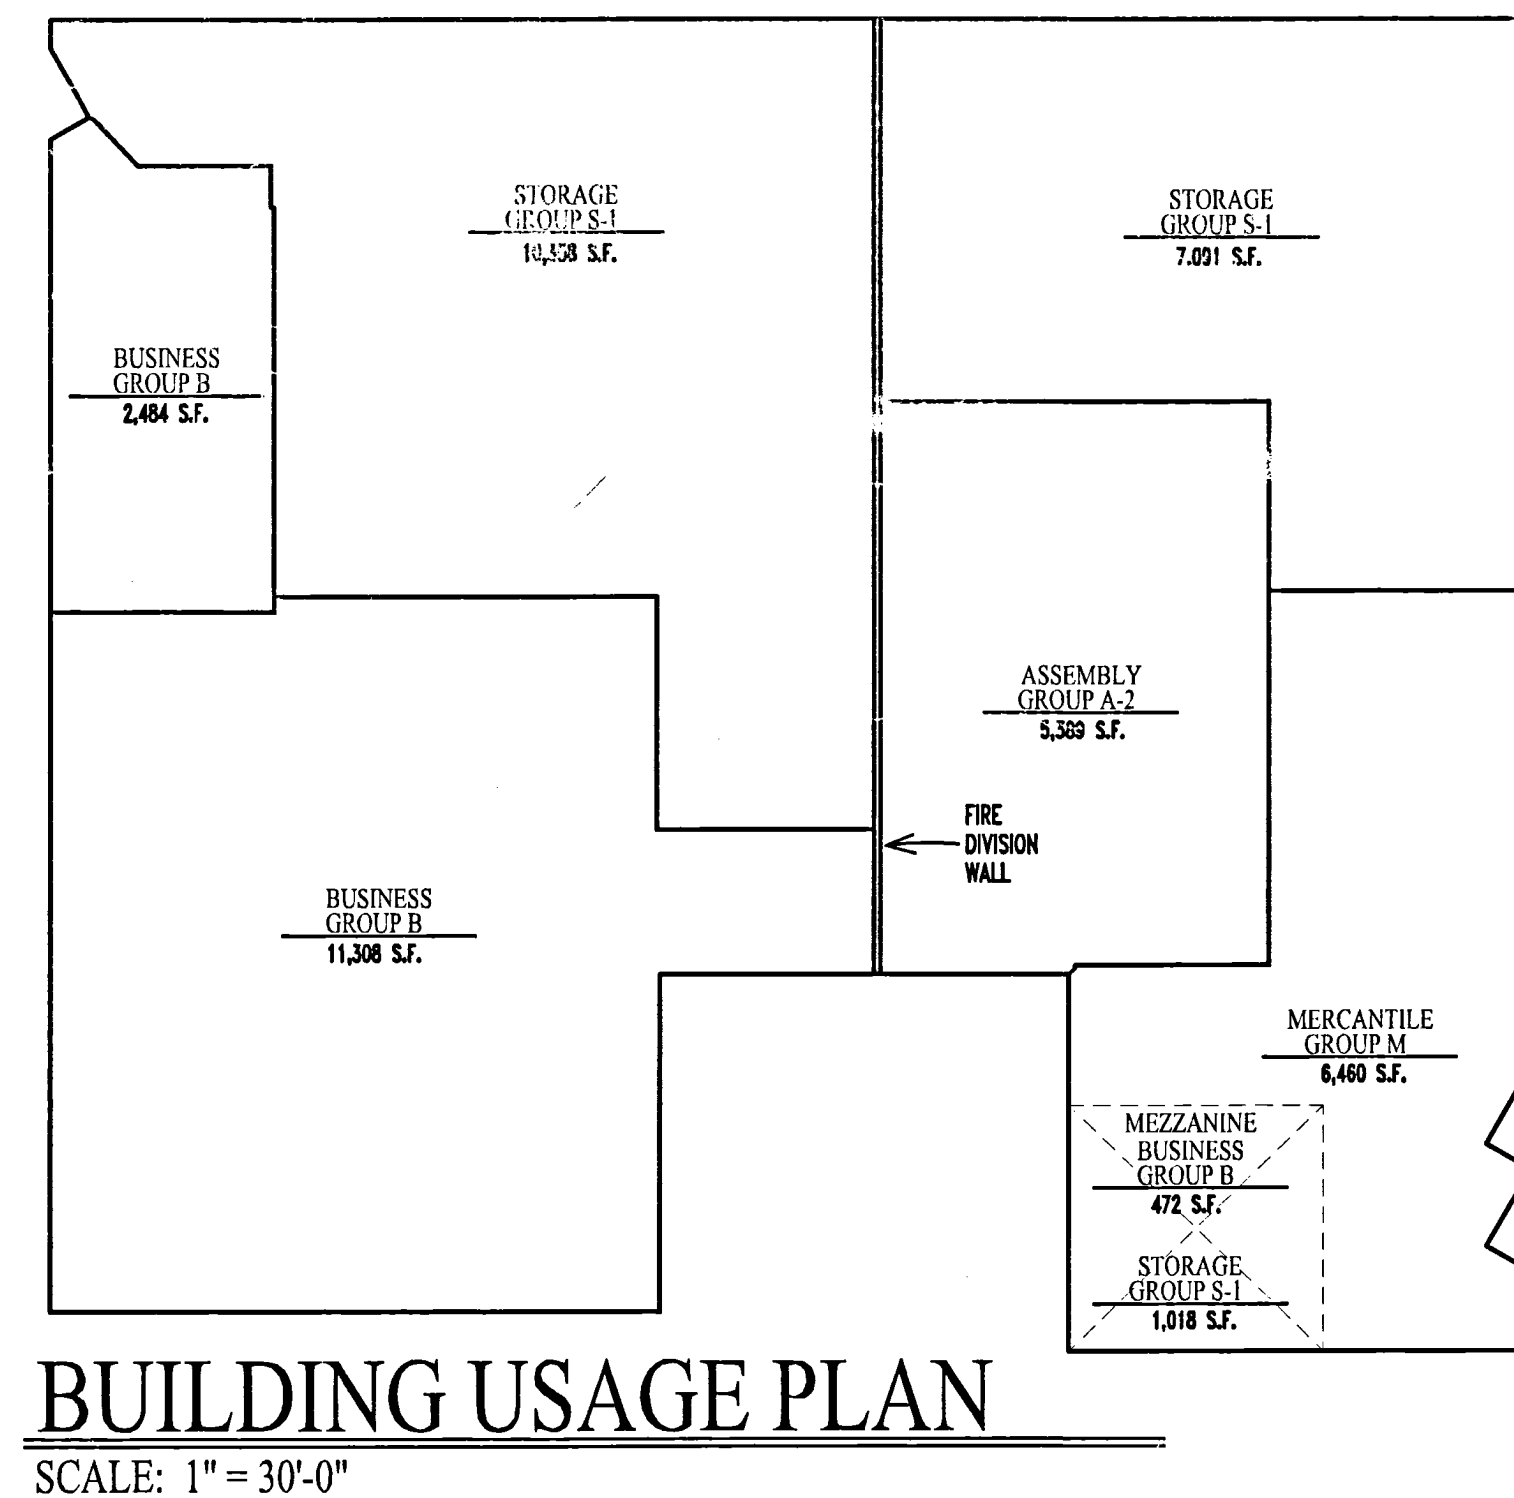 STORAGE
GROUP S-1
S.F.
STORAGE
GROUP S-1
7.091 S.F.
BUSINESS
GROUP B
2,484 S.F.
ASSEMBLY
GROUP A-2
5,389 S.F.
FIRE
DIVISION
WALL
BUSINESS
GROUP B
11,308 S.F.
MERCANTILE
GROUP M
6,460 S.F.
MEZZANINE
BUSINESS
GROUP B
472 S.F.
STORAGE
GROUP S-1
1,018 S.F.
BUILDING USAGE PLAN
SCALE: 1" = 30'-0"